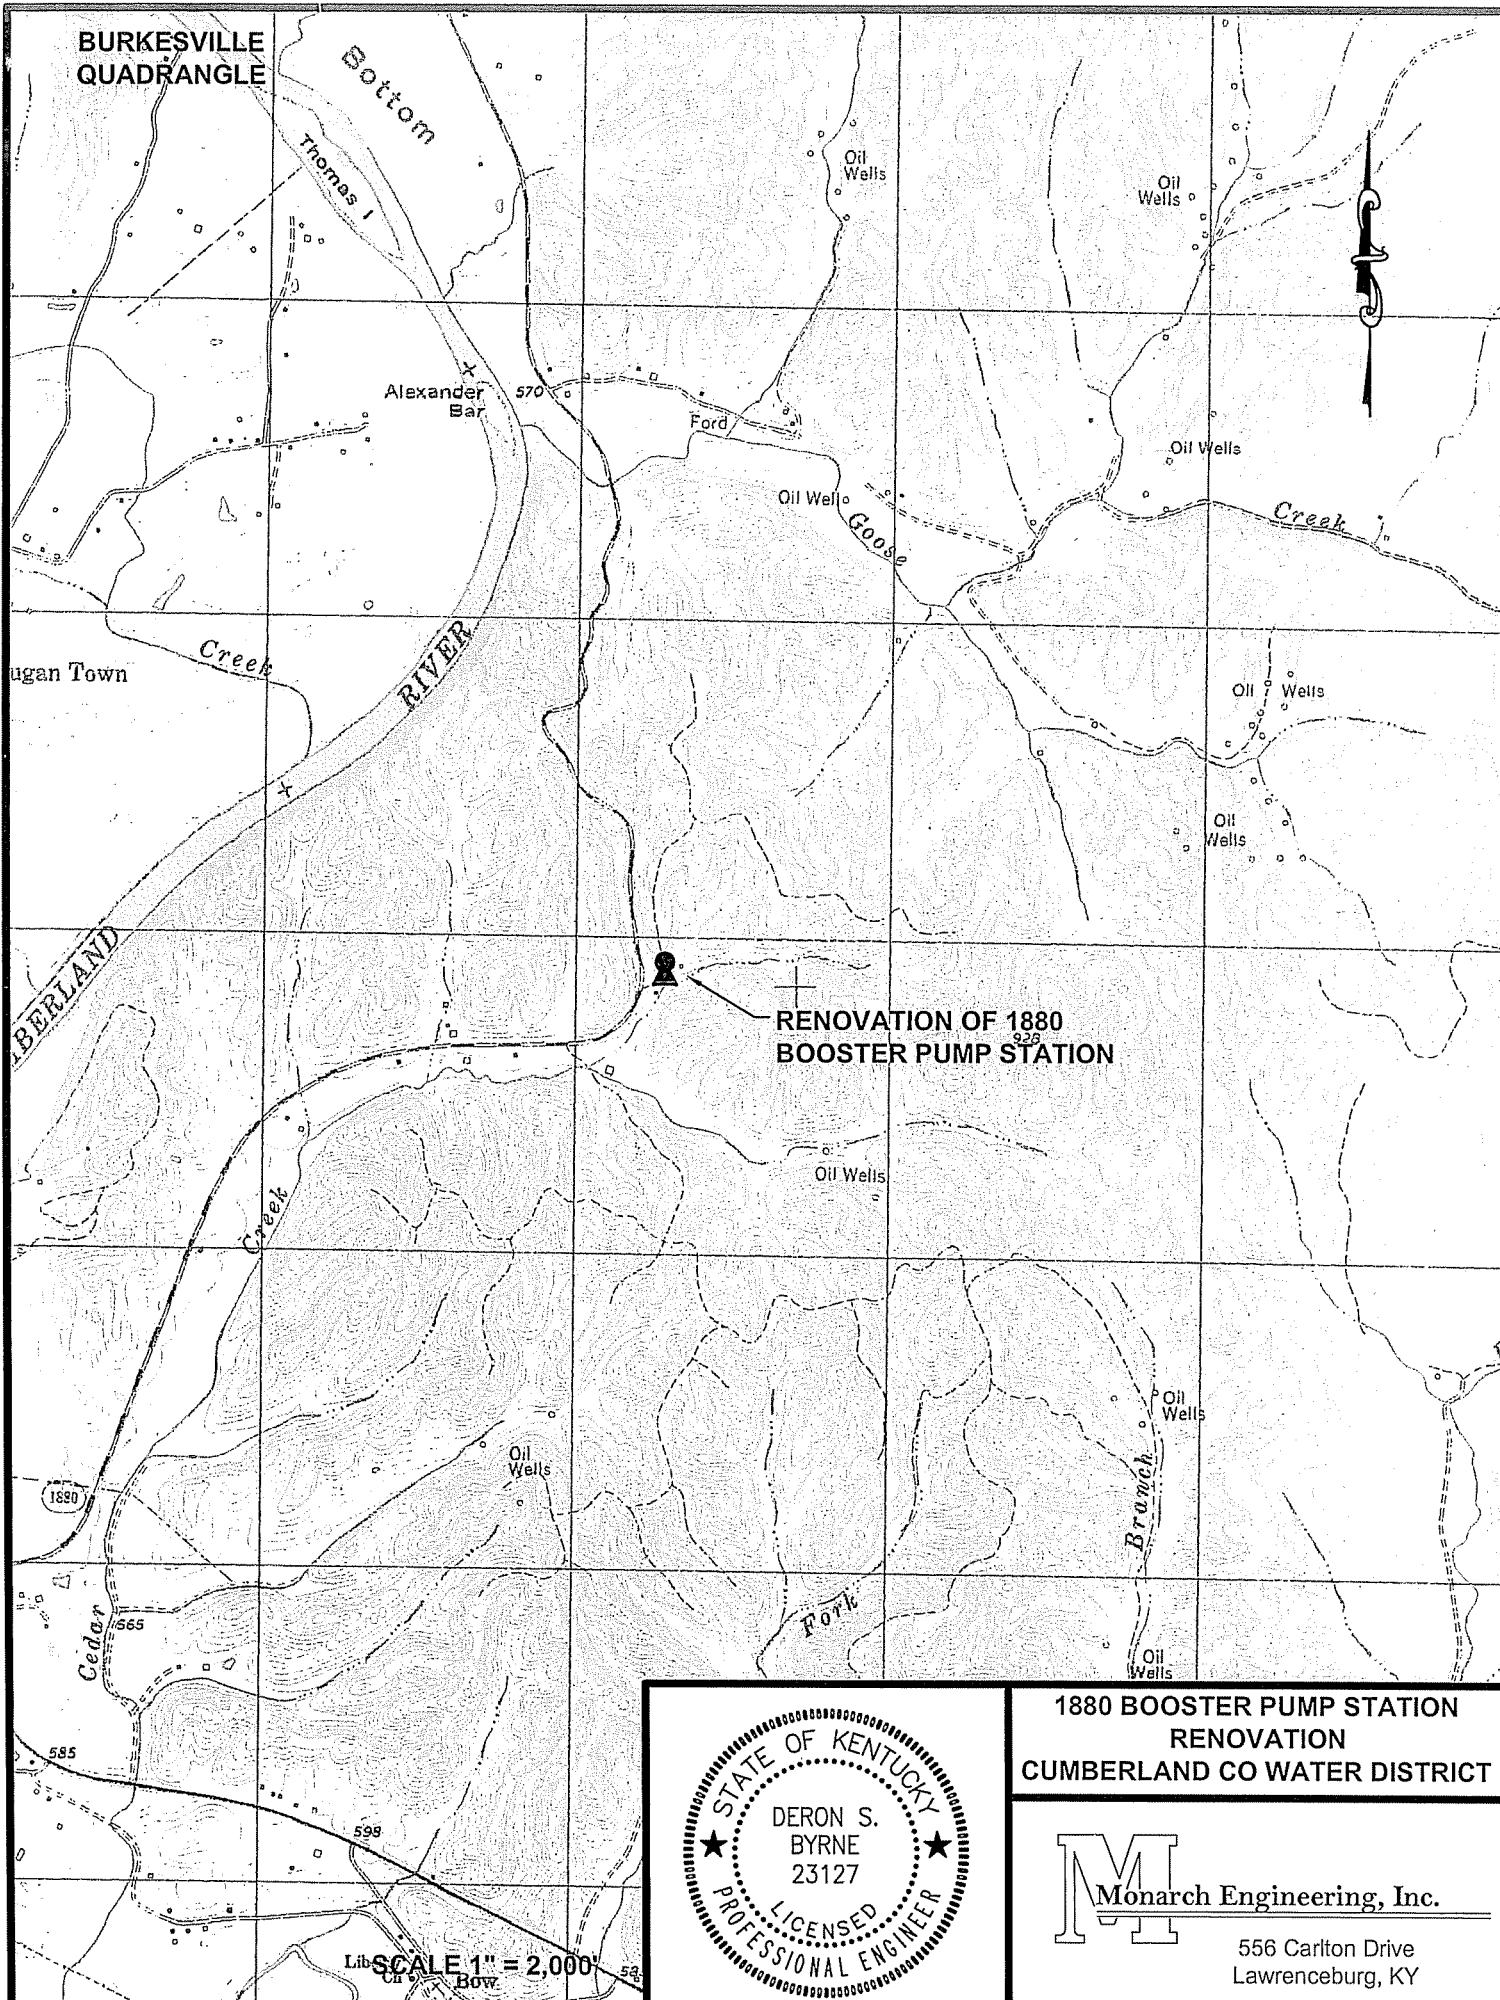 BURKESVILLE
QUADRANGLE
Bottom
Thomas I
Oil
Wells
Oil
Wells
Alexander
Bar
570
Ford
Oil Wells
Oil Well
Goose
Creek
Creek
RIVER
ugan Town
Oil Wells
Oil
Wells
BERLAND
RENOVATION OF 1880
928
BOOSTER PUMP STATION
Oil Wells
Creek
Oil
Wells
Oil
Wells
1880
Branch
Fork
Cedar
565
Oil
Wells
585
598
Lib
Ch
Bow
SCALE 1" = 2,000'
58
STATE OF KENTUCKY
DERON S.
BYRNE
23127
LICENSED
PROFESSIONAL ENGINEER
1880 BOOSTER PUMP STATION
RENOVATION
CUMBERLAND CO WATER DISTRICT
M
Monarch Engineering, Inc.
556 Carlton Drive
Lawrenceburg, KY